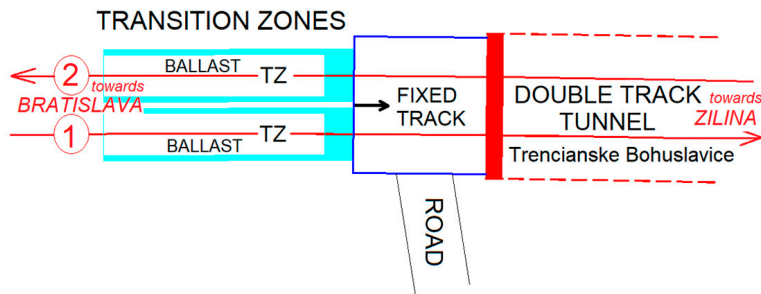 TRANSITION ZONES
2
BALLAST
TZ
towards
BRATISLAVA
1
TZ
BALLAST
FIXED
TRACK
DOUBLE TRACK
TUNNEL
Trencianske Bohuslavice
towards
ZILINA
ROAD